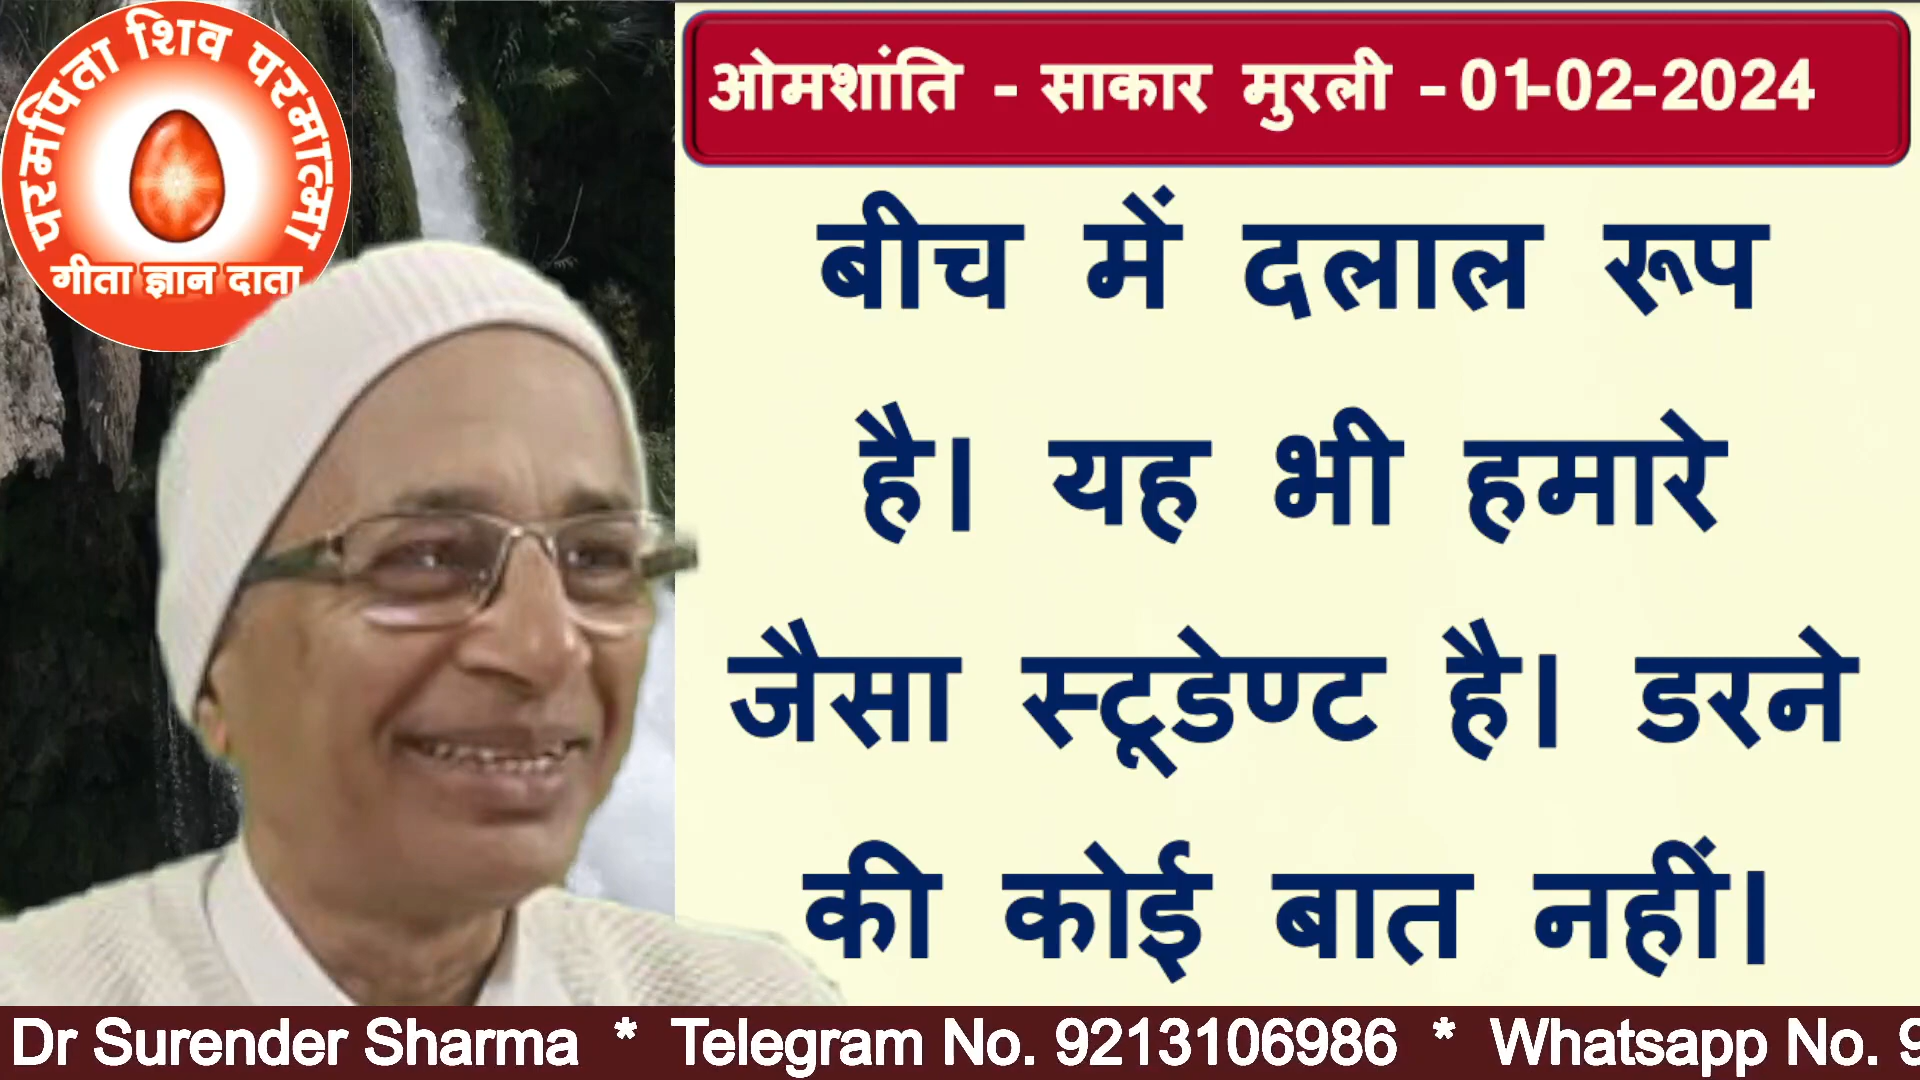 परमपिता शिव परमात्मा
गीता ज्ञान दाता
ओमशांति - साकार मुरली - 01-02-2024
बीच में दलाल रूप
है। यह भी हमारे
जैसा स्टूडेण्ट है। डरने
की कोई बात नहीं।
Dr Surender Sharma * Telegram No. 9213106986 * Whatsapp No. 9